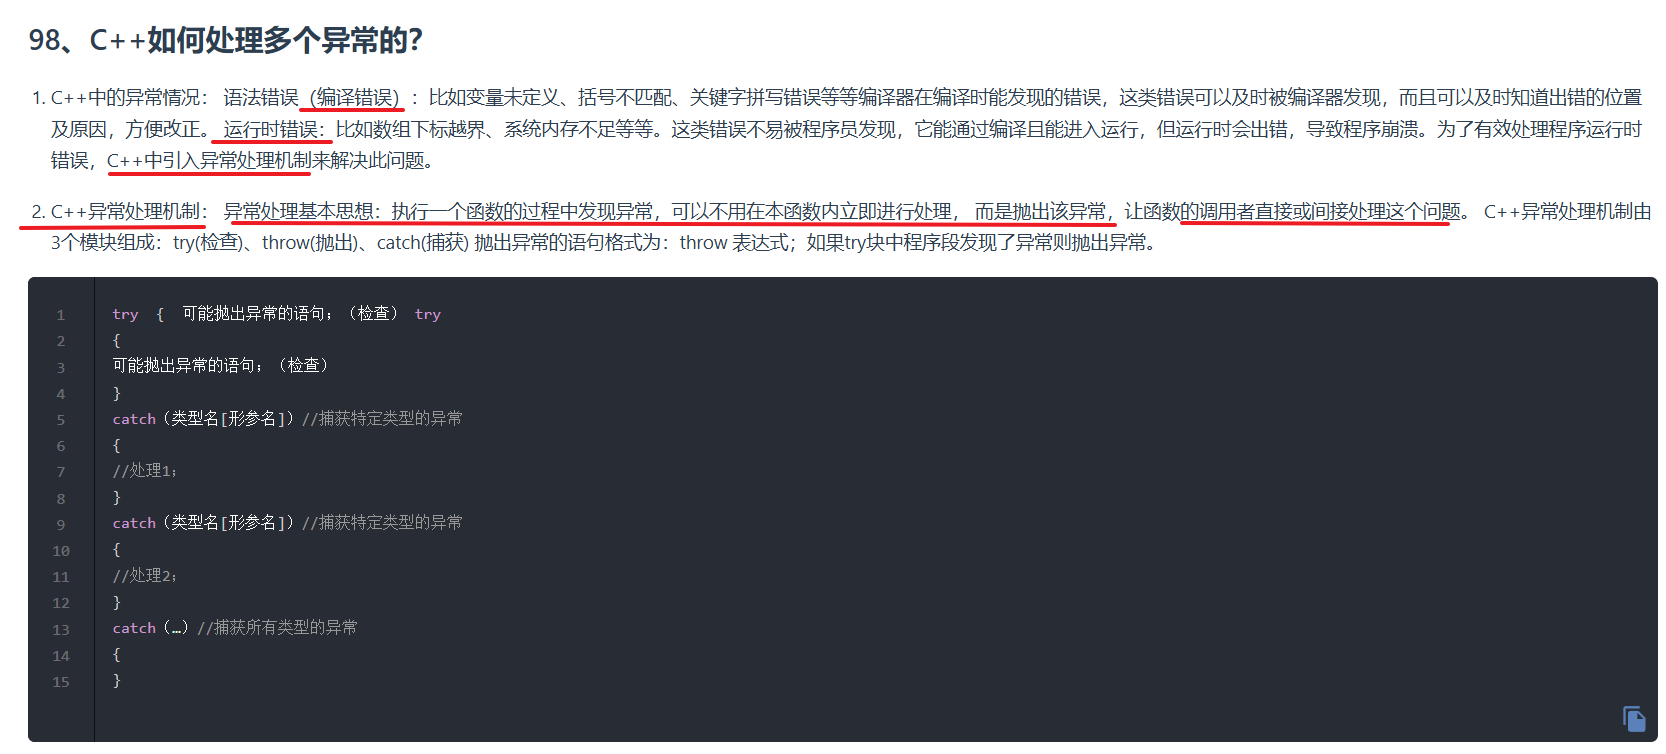 98、C++如何处理多个异常的？
1. C++中的异常情况： 语法错误（编译错误）：比如变量未定义、括号不匹配、关键字拼写错误等等编译器在编译时能发现的错误，这类错误可以及时被编译器发现，而且可以及时知道出错的位置
及原因，方便改正。 运行时错误：比如数组下标越界、系统内存不足等等。这类错误不易被程序员发现，它能通过编译且能进入运行，但运行时会出错，导致程序崩溃。为了有效处理程序运行时
错误，C++中引入异常处理机制来解决此问题。
2. C++异常处理机制： 异常处理基本思想：执行一个函数的过程中发现异常，可以不用在本函数内立即进行处理， 而是抛出该异常，让函数的调用者直接或间接处理这个问题。 C++异常处理机制由
3个模块组成：try(检查)、throw(抛出)、catch(捕获) 抛出异常的语句格式为：throw 表达式；如果try块中程序段发现了异常则抛出异常。
1 try { 可能抛出异常的语句；（检查） try
2 {
3 可能抛出异常的语句；（检查）
4 }
5 catch（类型名[形参名]）//捕获特定类型的异常
6 {
7 //处理1；
8 }
9 catch（类型名[形参名]）//捕获特定类型的异常
10 {
11 //处理2；
12 }
13 catch（…）//捕获所有类型的异常
14 {
15 }